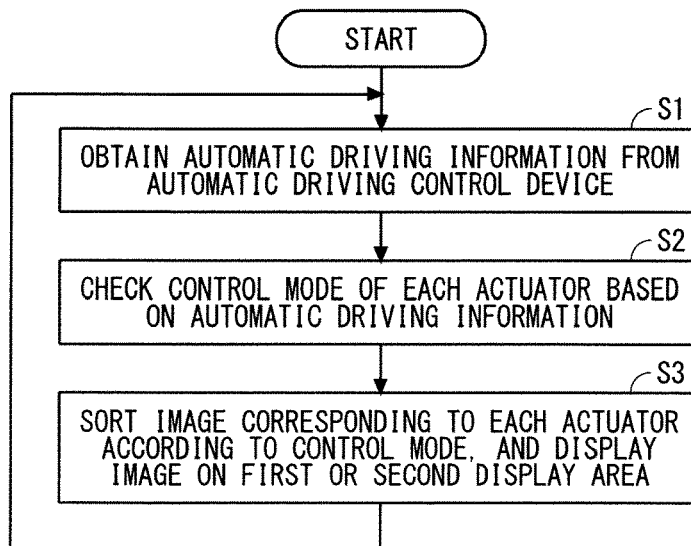 START
S1
OBTAIN AUTOMATIC DRIVING INFORMATION FROM
AUTOMATIC DRIVING CONTROL DEVICE
S2
CHECK CONTROL MODE OF EACH ACTUATOR BASED
ON AUTOMATIC DRIVING INFORMATION
S3
SORT IMAGE CORRESPONDING TO EACH ACTUATOR
ACCORDING TO CONTROL MODE, AND DISPLAY
IMAGE ON FIRST OR SECOND DISPLAY AREA